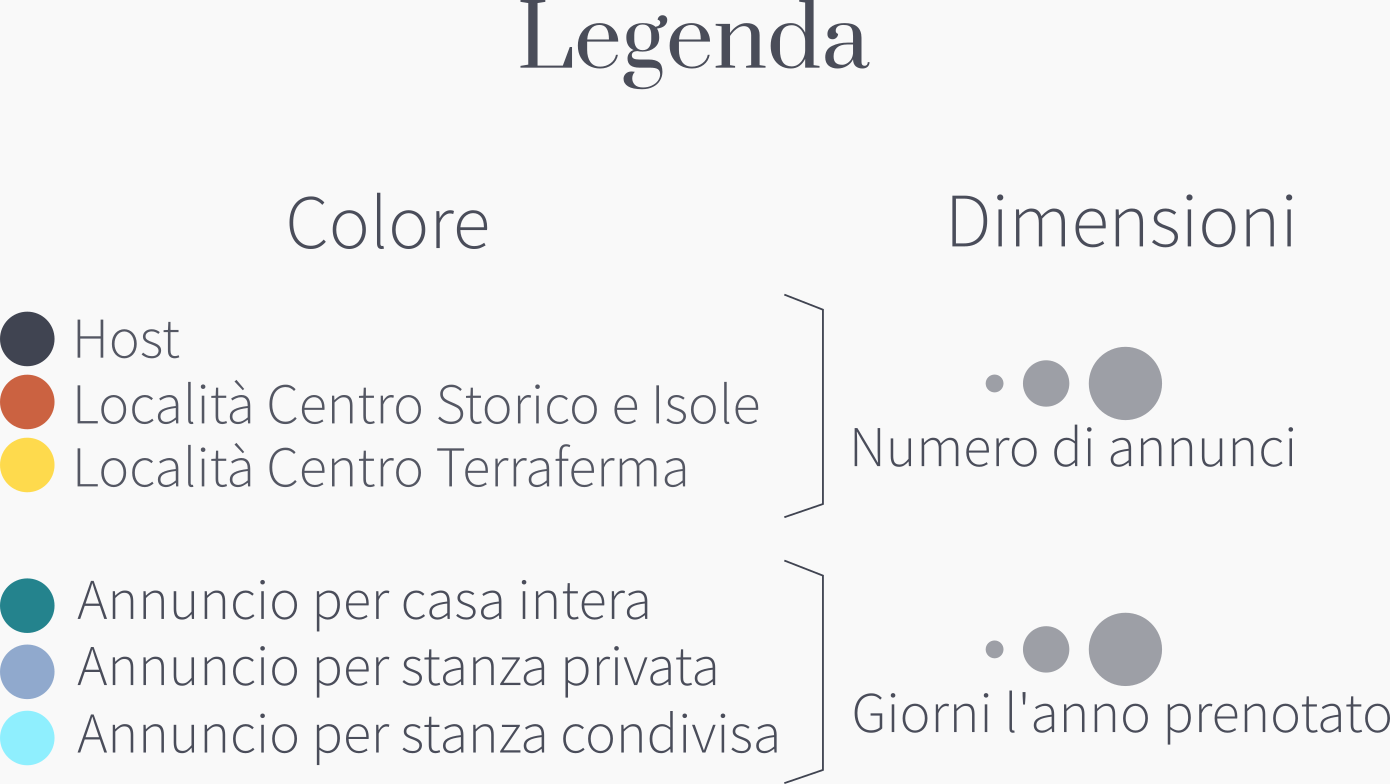 Legenda
Colore
Dimensioni
Host
Località Centro Storico e Isole
Località Centro Terraferma
Numero di annunci
Annuncio per casa intera
Annuncio per stanza privata
Annuncio per stanza condivisa
Giorni l'anno prenotato